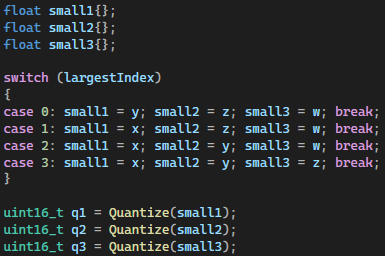 float small1{};
float small2{};
float small3{};
switch (largestIndex)
{
case 0: small1 = y; small2 = z; small3 = w; break;
case 1: small1 = x; small2 = z; small3 = w; break;
case 2: small1 = x; small2 = y; small3 = w; break;
case 3: small1 = x; small2 = y; small3 = z; break;
}
uint16_t q1 = Quantize(small1);
uint16_t q2 = Quantize(small2);
uint16_t q3 = Quantize(small3);